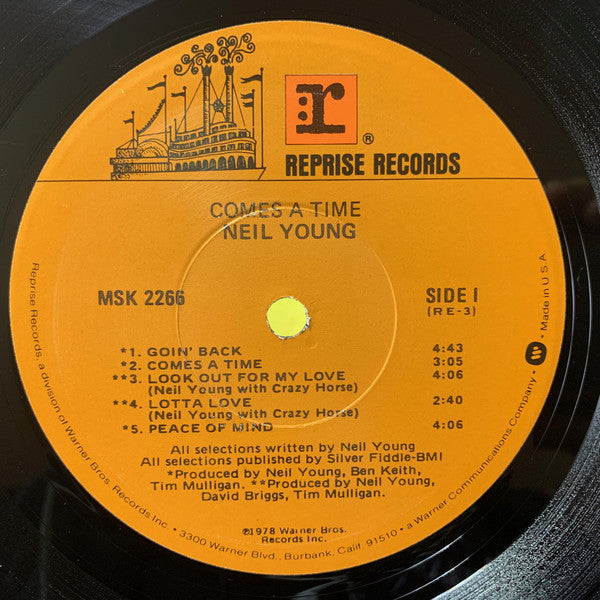 r
®
REPRISE RECORDS
COMES A TIME
NEIL YOUNG
MSK 2266
SIDE 1
(RE-3)
*1. GOIN' BACK 4:43
*2. COMES A TIME 3:05
**3. LOOK OUT FOR MY LOVE 4:06
(Neil Young with Crazy Horse)
**4. LOTTA LOVE 2:40
(Neil Young with Crazy Horse)
*5. PEACE OF MIND 4:06
All selections written by Neil Young
All selections published by Silver Fiddle-BMI
*Produced by Neil Young, Ben Keith,
Tim Mulligan. **Produced by Neil Young,
David Briggs, Tim Mulligan.
℗1978 Warner Bros.
Records Inc.
Reprise Records, a division of Warner Bros. Records Inc. • 3300 Warner Blvd., Burbank, Calif. 91510 • a Warner Communications Company • W • Made in U.S.A.